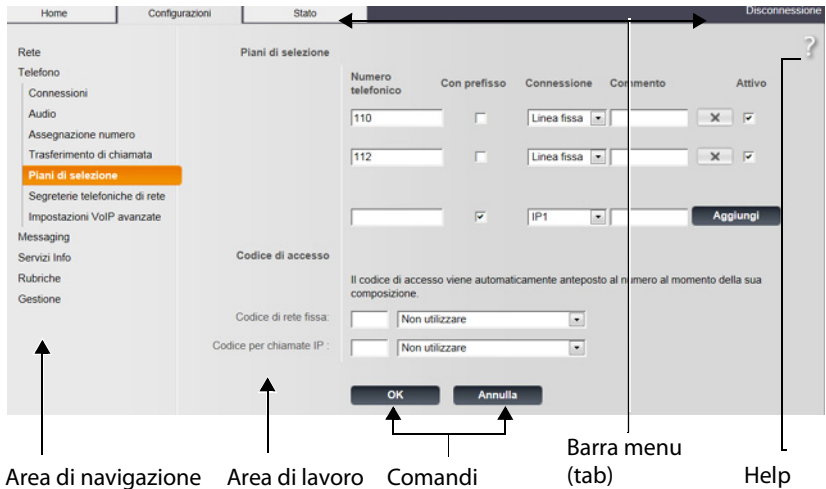 Home Configurazioni Stato Disconnessione
Rete
Telefono
Connessioni
Audio
Assegnazione numero
Trasferimento di chiamata
Piani di selezione
Segreterie telefoniche di rete
Impostazioni VoIP avanzate
Messaging
Servizi Info
Rubriche
Gestione
Piani di selezione
Numero telefonico Con prefisso Connessione Commento Attivo
110 Linea fissa
112 Linea fissa
IP1 Aggiungi
Codice di accesso
Il codice di accesso viene automaticamente anteposto al numero al momento della sua
composizione.
Codice di rete fissa: Non utilizzare
Codice per chiamate IP : Non utilizzare
OK Annulla
?
Area di navigazione Area di lavoro Comandi Barra menu (tab) Help